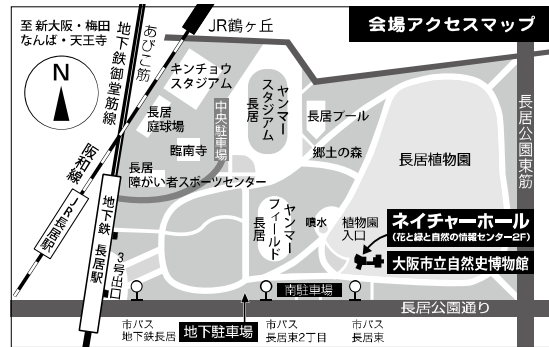 会場アクセスマップ
至 新大阪・梅田
なんば・天王寺
N
あびこ筋
地下鉄御堂筋線
JR鶴ヶ丘
キンチョウ
スタジアム
ヤンマー
スタジアム
長居
長居
庭球場
中央駐車場
長居プール
臨南寺
郷土の森
長居植物園
長居公園東筋
阪和線
JR長居駅
長居
障がい者スポーツセンター
地下鉄 長居駅
3号出口
ヤンマー
フィールド
長居
噴水
植物園
入口
ネイチャーホール
(花と緑と自然の情報センター2F)
大阪市立自然史博物館
南駐車場
長居公園通り
市バス
地下鉄長居
地下駐車場
市バス
長居東2丁目
市バス
長居東